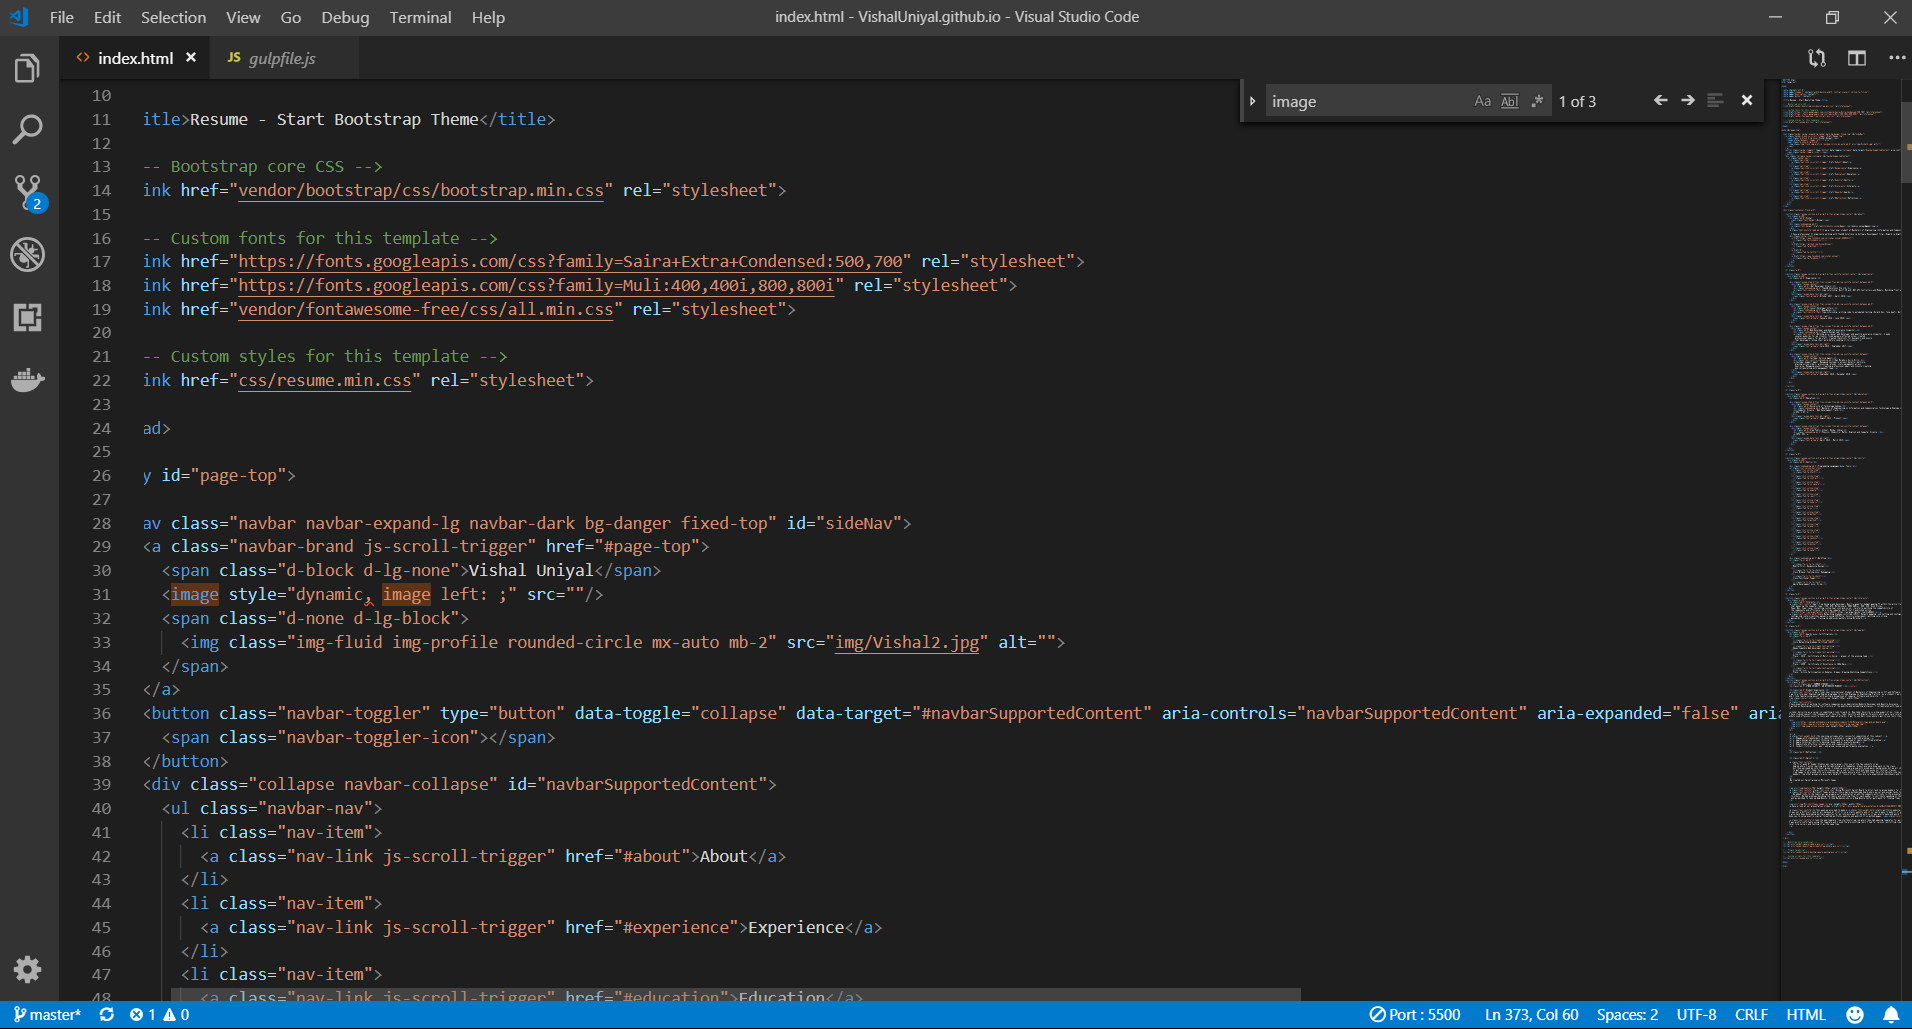 File Edit Selection View Go Debug Terminal Help
index.html - VishalUniyal.github.io - Visual Studio Code
<> index.html ×
JS gulpfile.js
image Aa Abl .* 1 of 3
10
11 itle>Resume - Start Bootstrap Theme</title>
12
13 -- Bootstrap core CSS -->
14 ink href="vendor/bootstrap/css/bootstrap.min.css" rel="stylesheet">
15
16 -- Custom fonts for this template -->
17 ink href="https://fonts.googleapis.com/css?family=Saira+Extra+Condensed:500,700" rel="stylesheet">
18 ink href="https://fonts.googleapis.com/css?family=Muli:400,400i,800,800i" rel="stylesheet">
19 ink href="vendor/fontawesome-free/css/all.min.css" rel="stylesheet">
20
21 -- Custom styles for this template -->
22 ink href="css/resume.min.css" rel="stylesheet">
23
24 ad>
25
26 y id="page-top">
27
28 av class="navbar navbar-expand-lg navbar-dark bg-danger fixed-top" id="sideNav">
29 <a class="navbar-brand js-scroll-trigger" href="#page-top">
30 <span class="d-block d-lg-none">Vishal Uniyal</span>
31 <image style="dynamic, image left: ;" src=""/>
32 <span class="d-none d-lg-block">
33 <img class="img-fluid img-profile rounded-circle mx-auto mb-2" src="img/Vishal2.jpg" alt="">
34 </span>
35 </a>
36 <button class="navbar-toggler" type="button" data-toggle="collapse" data-target="#navbarSupportedContent" aria-controls="navbarSupportedContent" aria-expanded="false" aria
37 <span class="navbar-toggler-icon"></span>
38 </button>
39 <div class="collapse navbar-collapse" id="navbarSupportedContent">
40 <ul class="navbar-nav">
41 <li class="nav-item">
42 <a class="nav-link js-scroll-trigger" href="#about">About</a>
43 </li>
44 <li class="nav-item">
45 <a class="nav-link js-scroll-trigger" href="#experience">Experience</a>
46 </li>
47 <li class="nav-item">
48 <a class="nav-link js-scroll-trigger" href="#education">Education</a>
2
master* 1 0
Port : 5500 Ln 373, Col 60 Spaces: 2 UTF-8 CRLF HTML